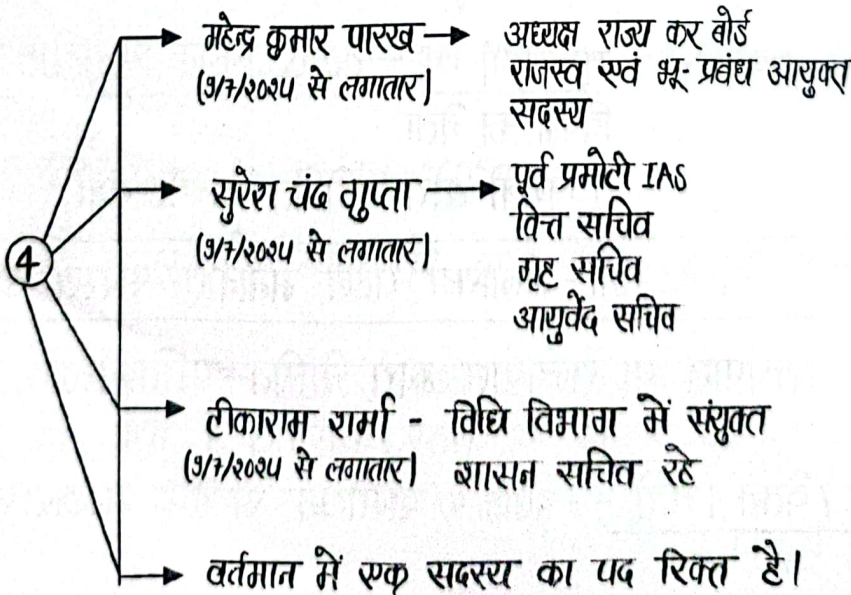 महेन्द्र कुमार पारख → अध्यक्ष राज्य कर बोर्ड
(9/7/2025 से लगातार) राजस्व एवं भू-प्रबंध आयुक्त
सदस्य
सुरेश चंद गुप्ता → पूर्व प्रमोटी IAS
(9/7/2025 से लगातार) वित्त सचिव
गृह सचिव
आयुर्वेद सचिव
4
टीकाराम शर्मा - विधि विभाग में संयुक्त
(9/7/2025 से लगातार) शासन सचिव रहे
वर्तमान में एक सदस्य का पद रिक्त है।